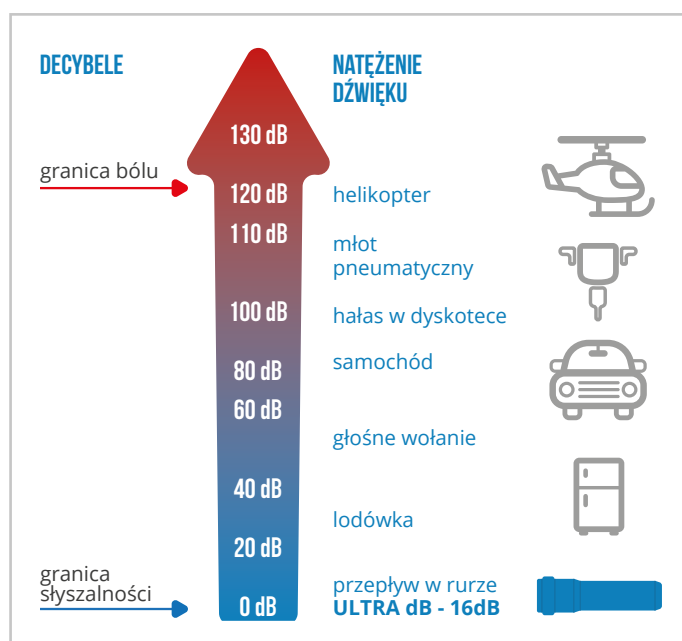 DECYBELE
NATĘŻENIE
DŹWIĘKU
130 dB
granica bólu
120 dB
helikopter
110 dB
młot
pneumatyczny
100 dB
hałas w dyskotece
80 dB
samochód
60 dB
głośne wołanie
40 dB
lodówka
20 dB
granica
słyszalności
0 dB
przepływ w rurze
ULTRA dB - 16dB